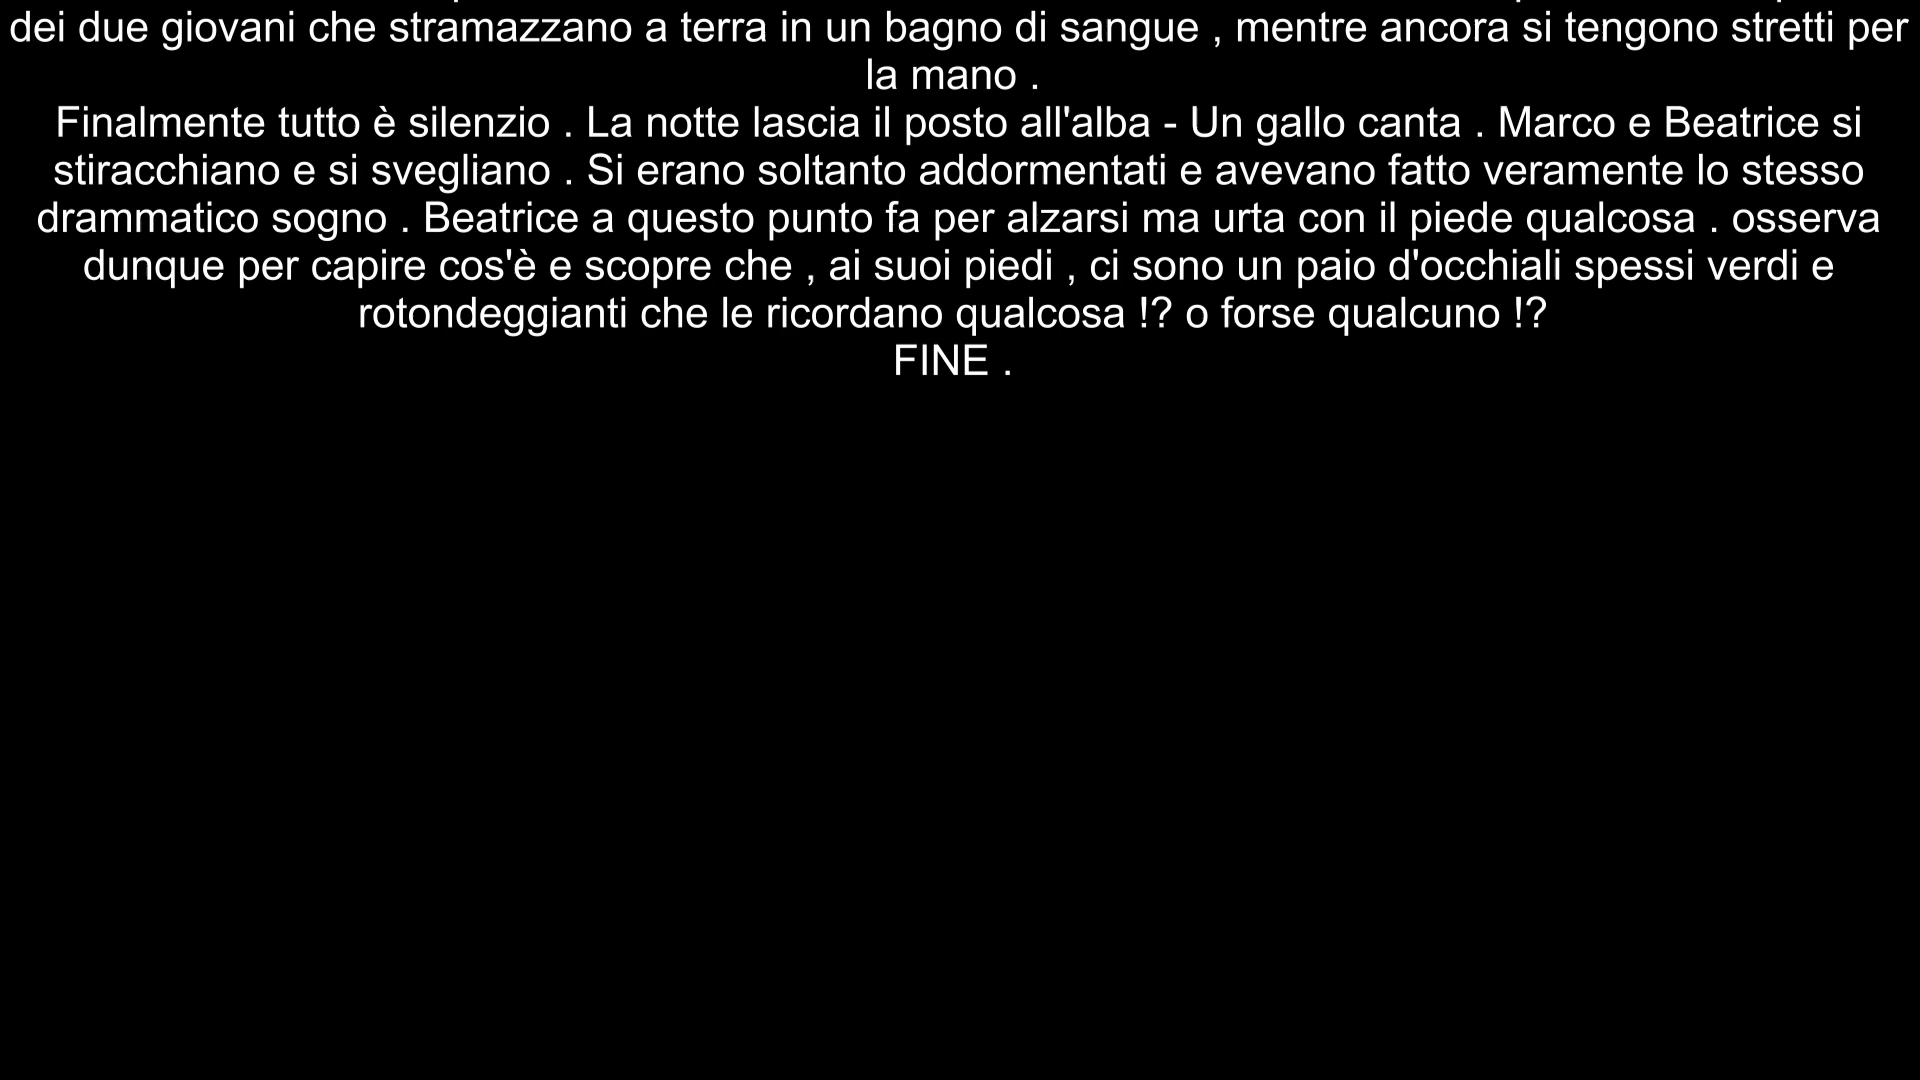 dei due giovani che stramazzano a terra in un bagno di sangue , mentre ancora si tengono stretti per
la mano .
Finalmente tutto è silenzio . La notte lascia il posto all'alba - Un gallo canta . Marco e Beatrice si
stiracchiano e si svegliano . Si erano soltanto addormentati e avevano fatto veramente lo stesso
drammatico sogno . Beatrice a questo punto fa per alzarsi ma urta con il piede qualcosa . osserva
dunque per capire cos'è e scopre che , ai suoi piedi , ci sono un paio d'occhiali spessi verdi e
rotondeggianti che le ricordano qualcosa !? o forse qualcuno !?
FINE .